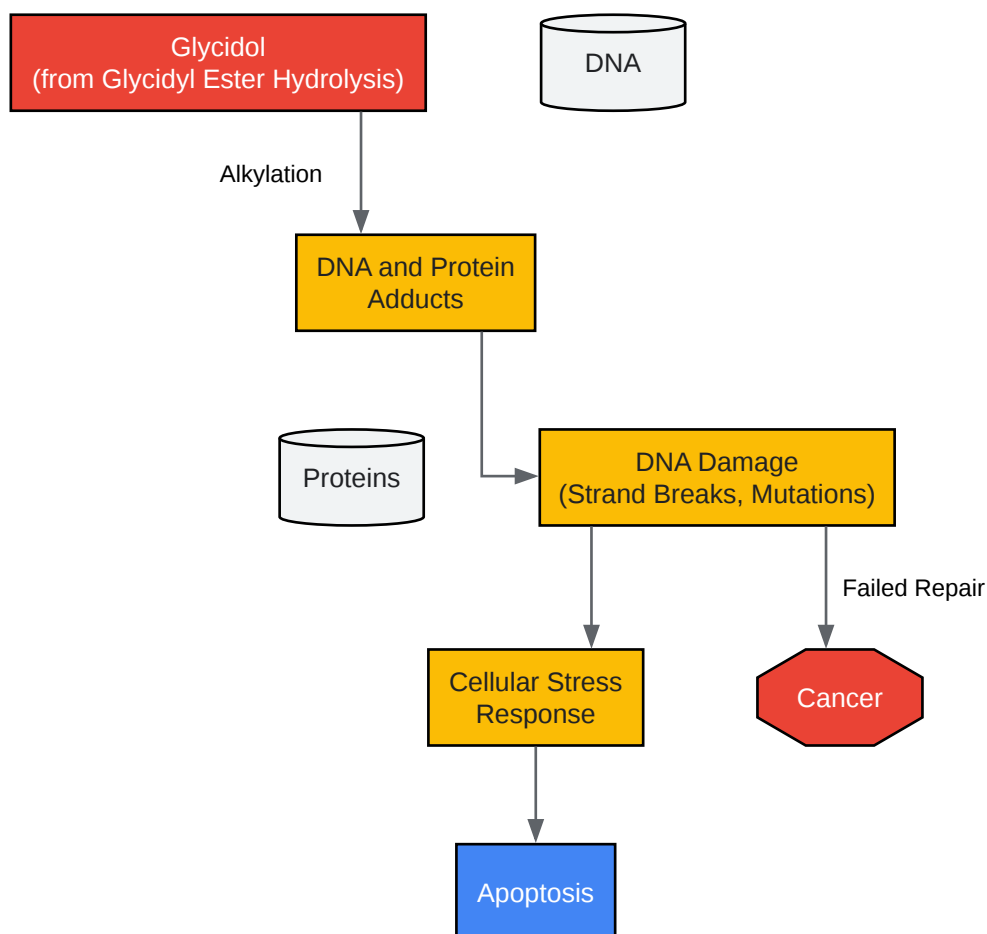 Glycidol
(from Glycidyl Ester Hydrolysis)
DNA
Alkylation
DNA and Protein
Adducts
Proteins
DNA Damage
(Strand Breaks, Mutations)
Failed Repair
Cellular Stress
Response
Cancer
Apoptosis